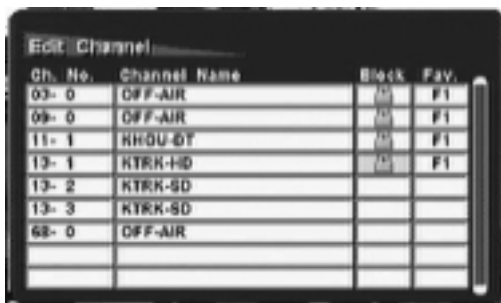 Edit Channel
Ch. No. Channel Name Block Fav.
03- 0 OFF-AIR F1
09- 0 OFF-AIR F1
11- 1 KHOU-DT F1
13- 1 KTRK-HD F1
13- 2 KTRK-SD
13- 3 KTRK-SD
68- 0 OFF-AIR